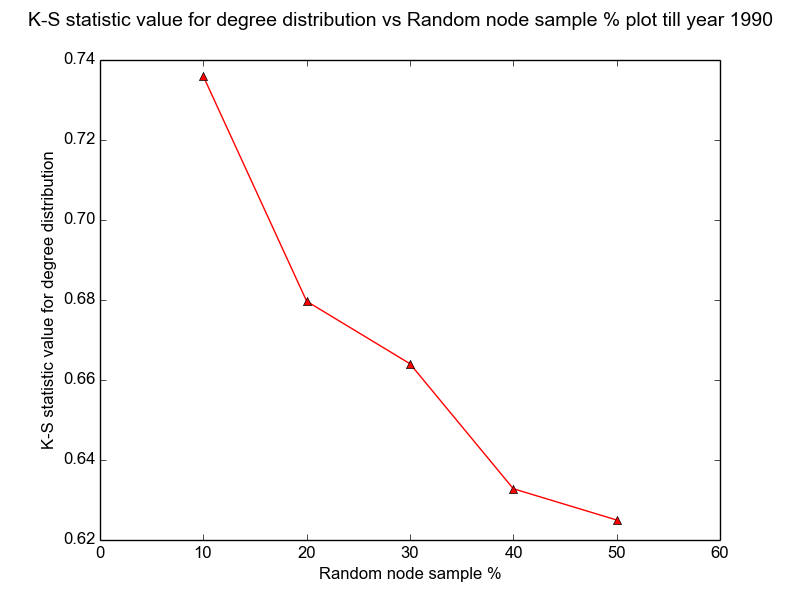 K-S statistic value for degree distribution vs Random node sample % plot till year 1990
0.74
0.72
0.70
0.68
0.66
0.64
0.62
K-S statistic value for degree distribution
0 10 20 30 40 50 60
Random node sample %